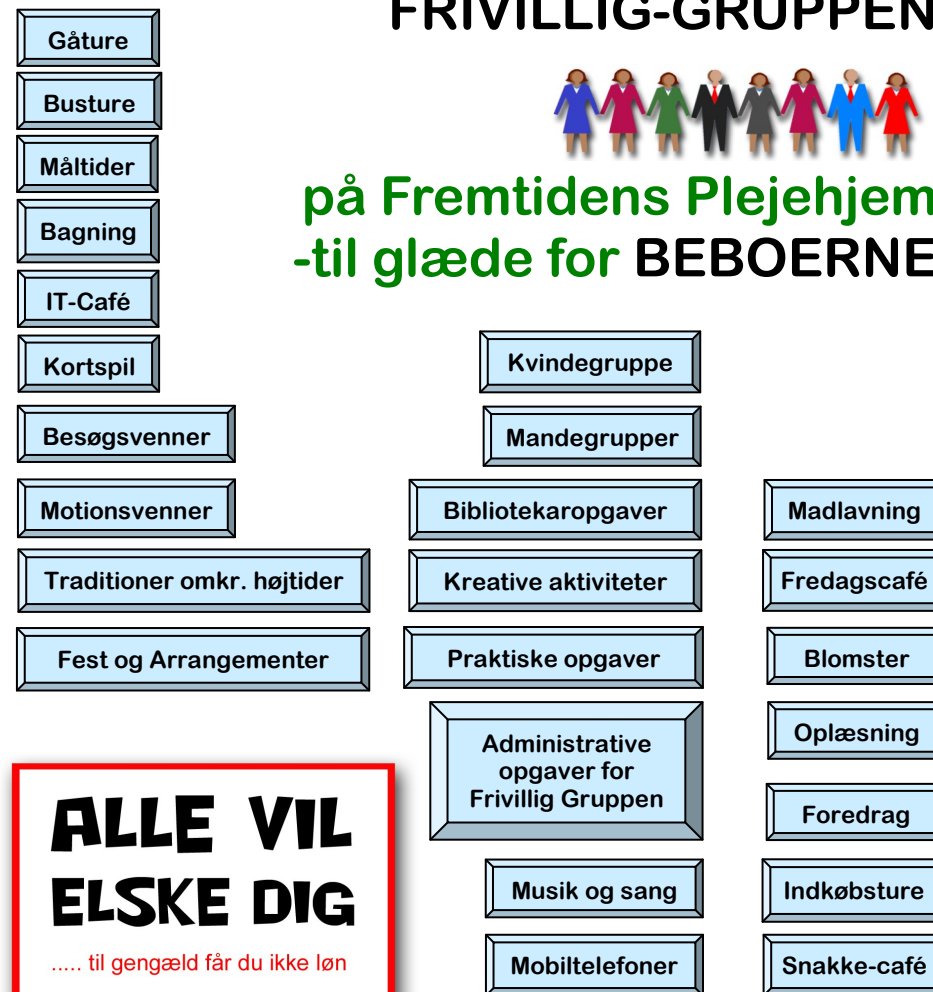 FRIVILLIG-GRUPPEN
på Fremtidens Plejehjem
-til glæde for BEBOERNE
Gåture
Busture
Måltider
Bagning
IT-Café
Kortspil
Besøgsvenner
Motionsvenner
Traditioner omkr. højtider
Fest og Arrangementer
Kvindegruppe
Mandegrupper
Bibliotekaropgaver
Kreative aktiviteter
Praktiske opgaver
Administrative
opgaver for
Frivillig Gruppen
Musik og sang
Mobiltelefoner
Madlavning
Fredagscafé
Blomster
Oplæsning
Foredrag
Indkøbsture
Snakke-café
ALLE VIL
ELSKE DIG
..... til gengæld får du ikke løn